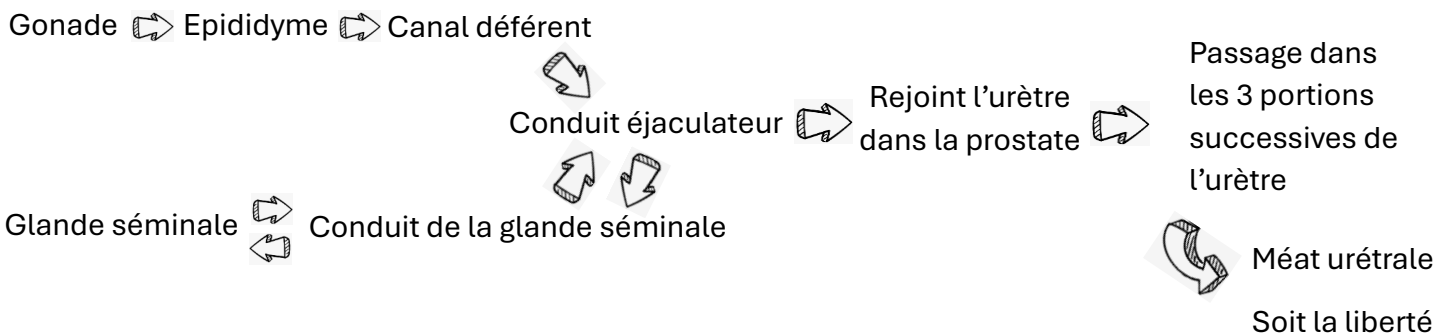 Gonade Epididyme Canal déférent
Conduit éjaculateur
Rejoint l’urètre
dans la prostate
Passage dans
les 3 portions
successives de
l’urètre
Glande séminale Conduit de la glande séminale
Méat urétrale
Soit la liberté